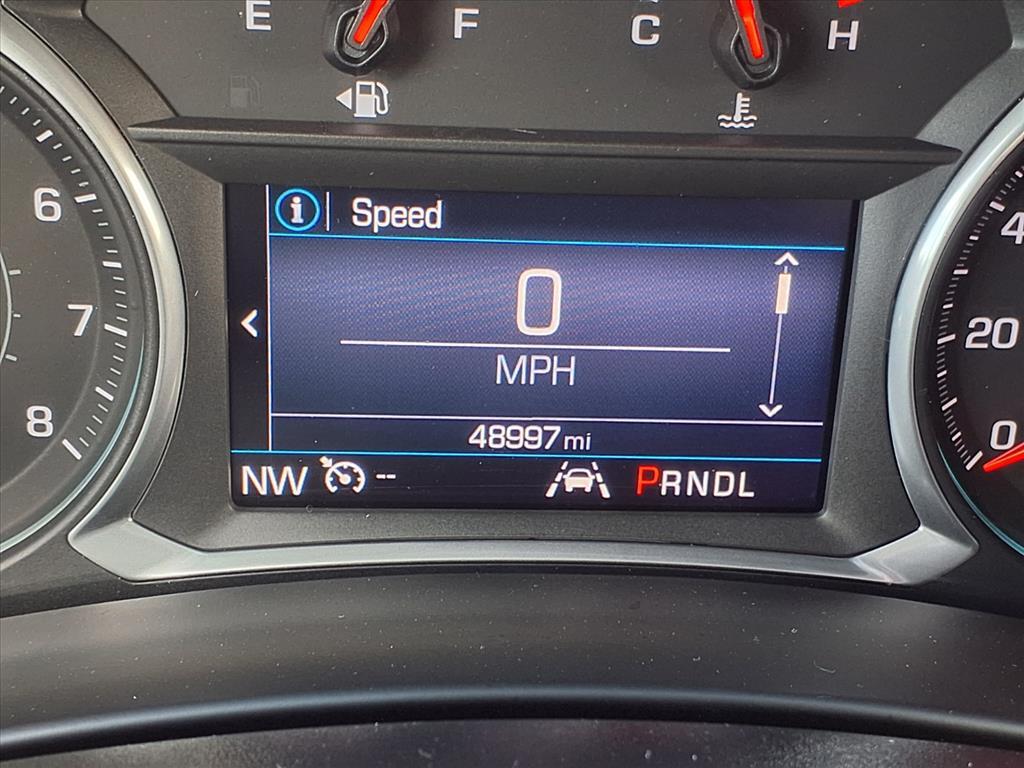 E F C H
i Speed
6
7
8
0
MPH
48997 mi
NW -- PRNDL
4
20
0